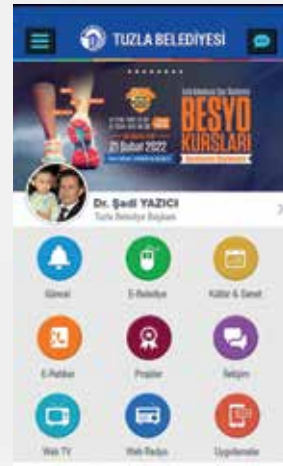 TUZLA BELEDİYESİ
BESYO
KURSLARI
21 Şubat 2022
Dr. Şadi YAZICI
Tuzla Belediye Başkanı
Güncel
E-Belediye
Kültür & Sanat
E-Rehber
Projeler
İletişim
Web TV
Web Radyo
Uygulamalar